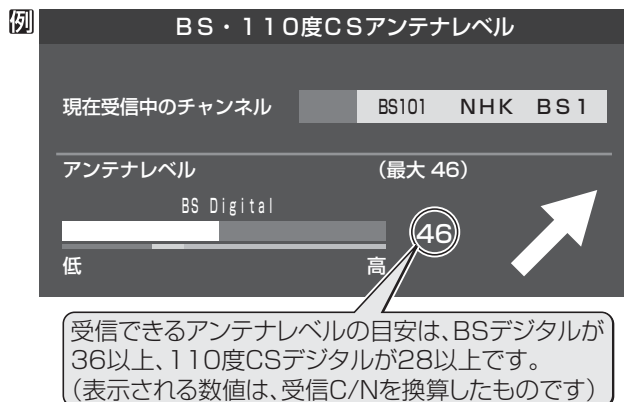 例
BS・110度CSアンテナレベル
現在受信中のチャンネル BS101 NHK BS1
アンテナレベル (最大 46)
BS Digital
46
低 高
受信できるアンテナレベルの目安は、BSデジタルが
36以上、110度CSデジタルが28以上です。
(表示される数値は、受信C/Nを換算したものです)